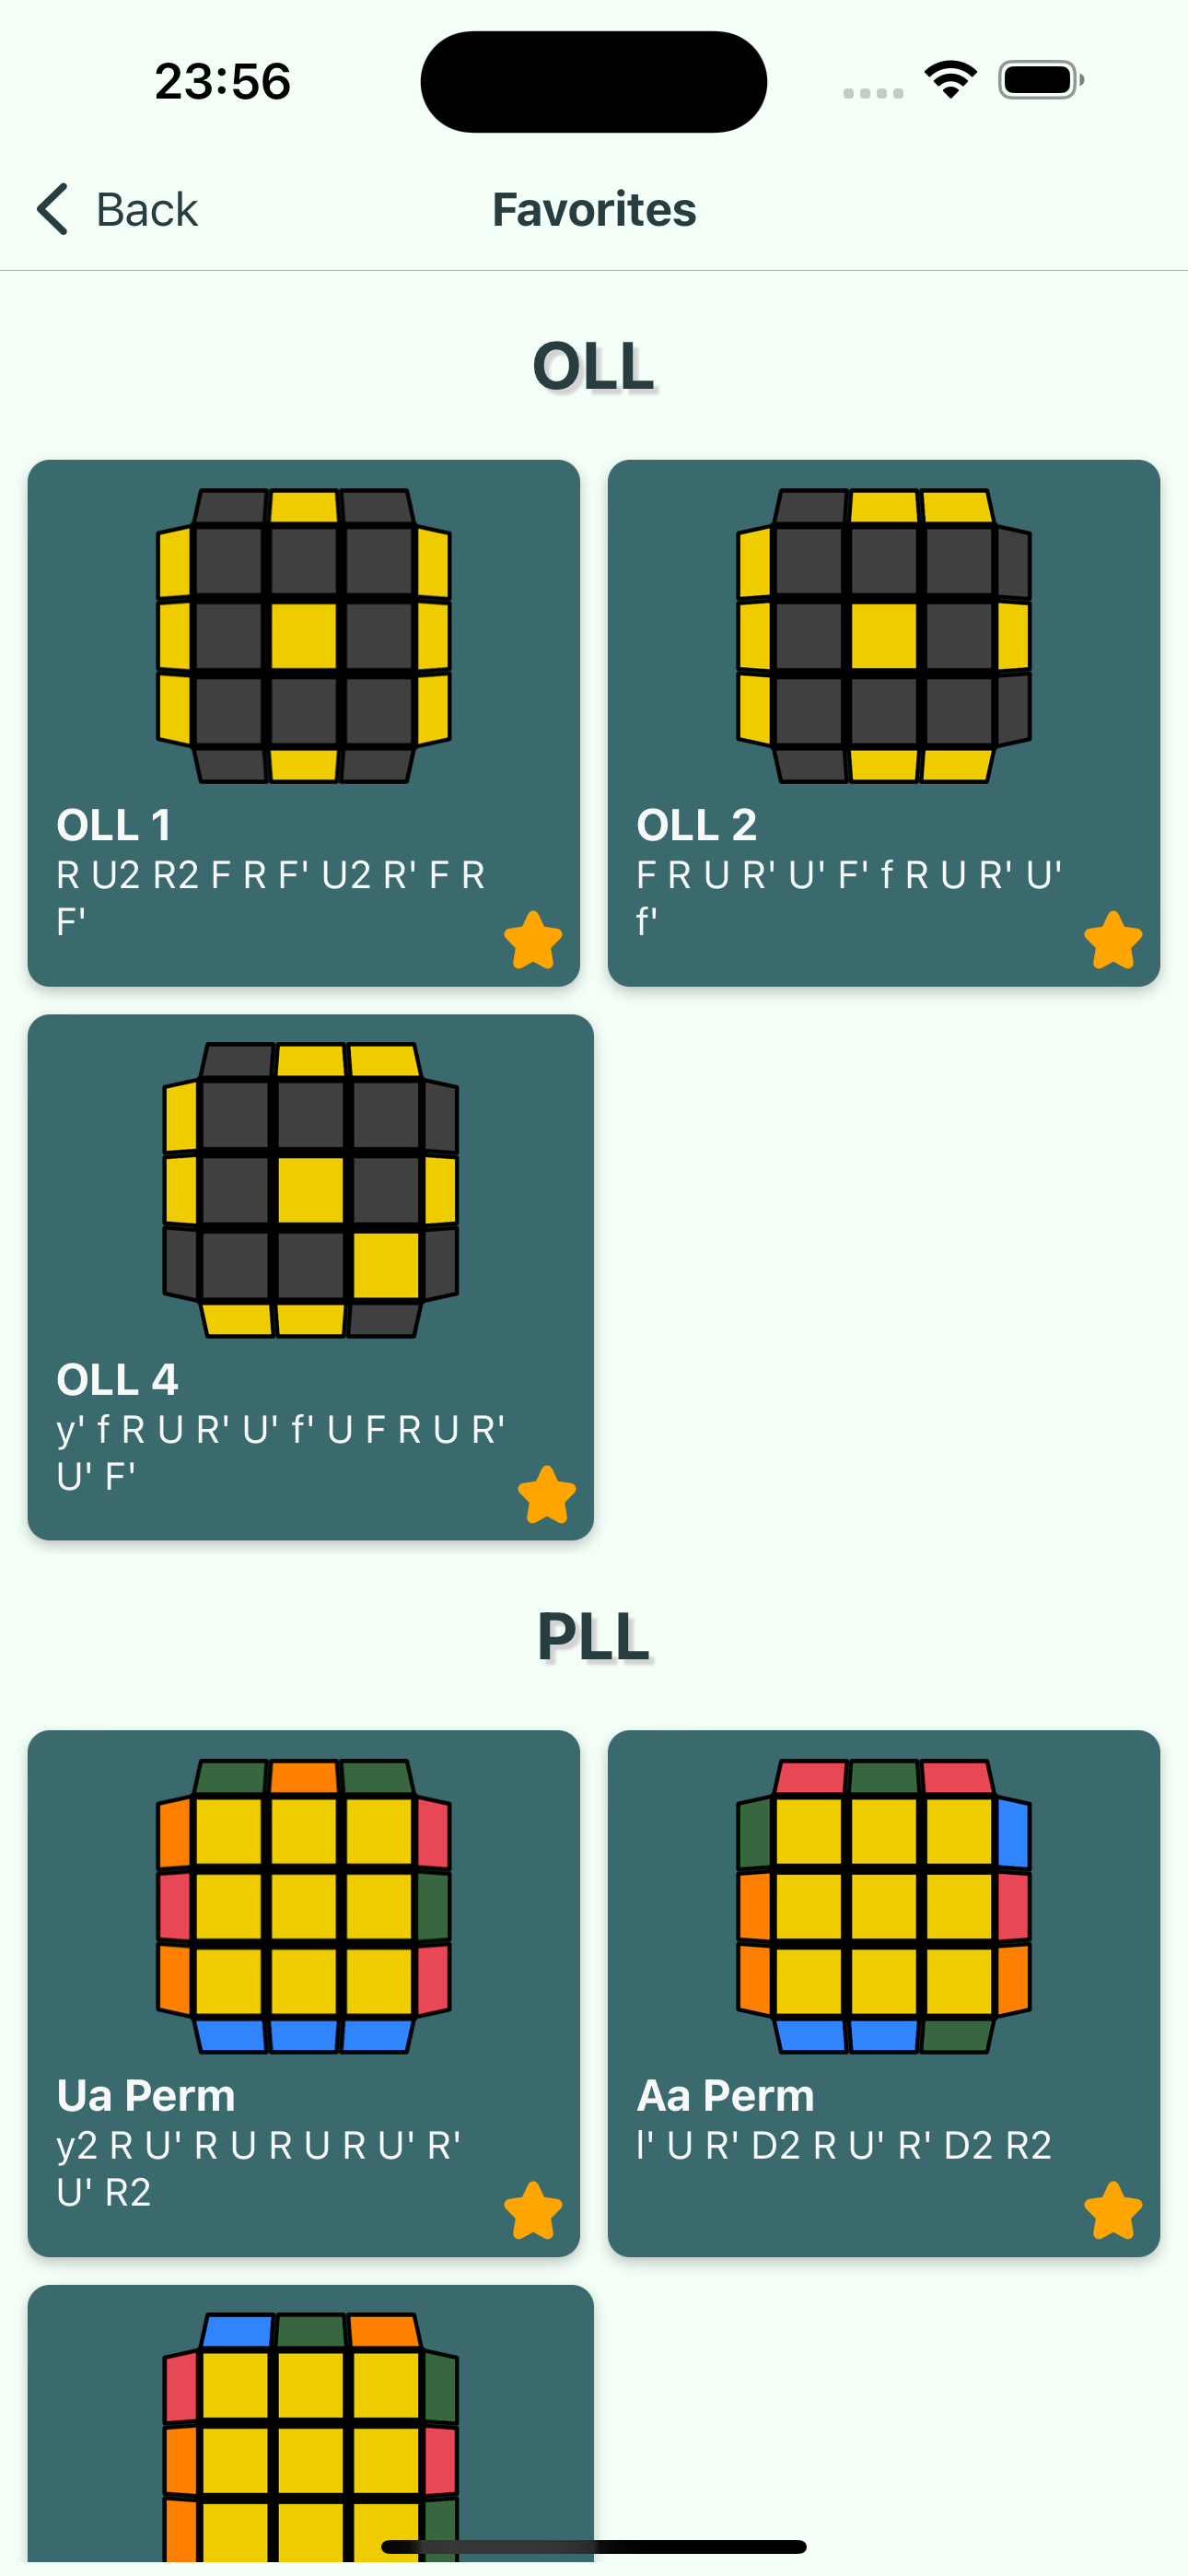 23:56
Back
Favorites
OLL
OLL 1
R U2 R2 F R F' U2 R' F R
F'
OLL 2
F R U R' U' F' f R U R' U'
f'
OLL 4
y' f R U R' U' f' U F R U R'
U' F'
PLL
Ua Perm
y2 R U' R U R U R U' R'
U' R2
Aa Perm
l' U R' D2 R U' R' D2 R2